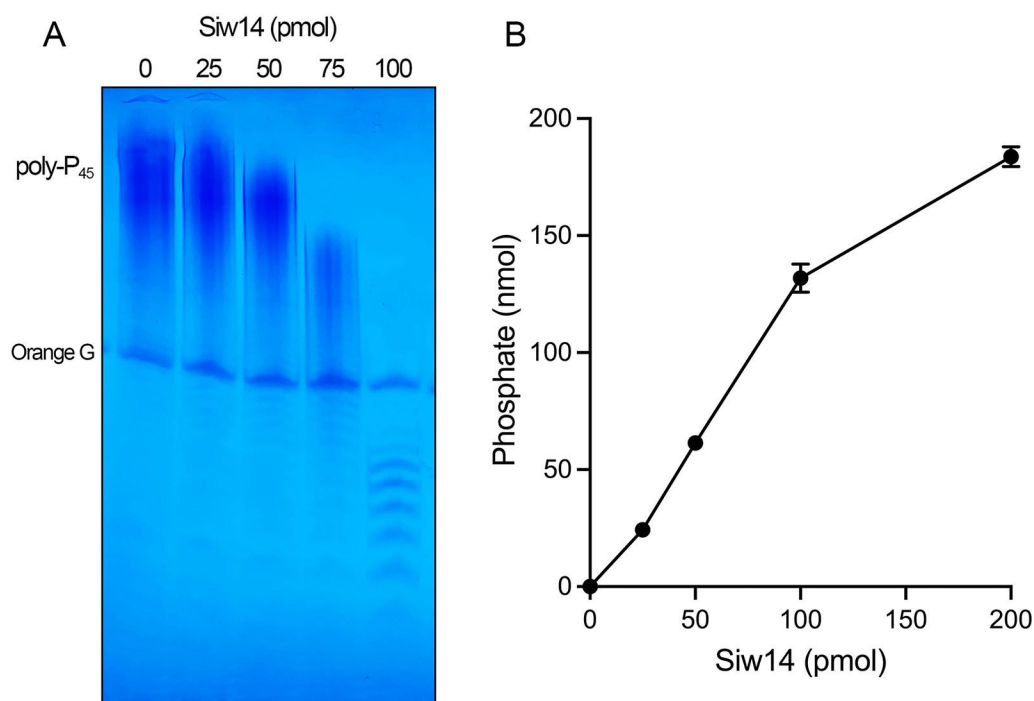 A
Siw14 (pmol)
0 25 50 75 100
poly-P₄₅
Orange G
B
200
150
100
50
0
0 50 100 150 200
Phosphate (nmol)
Siw14 (pmol)